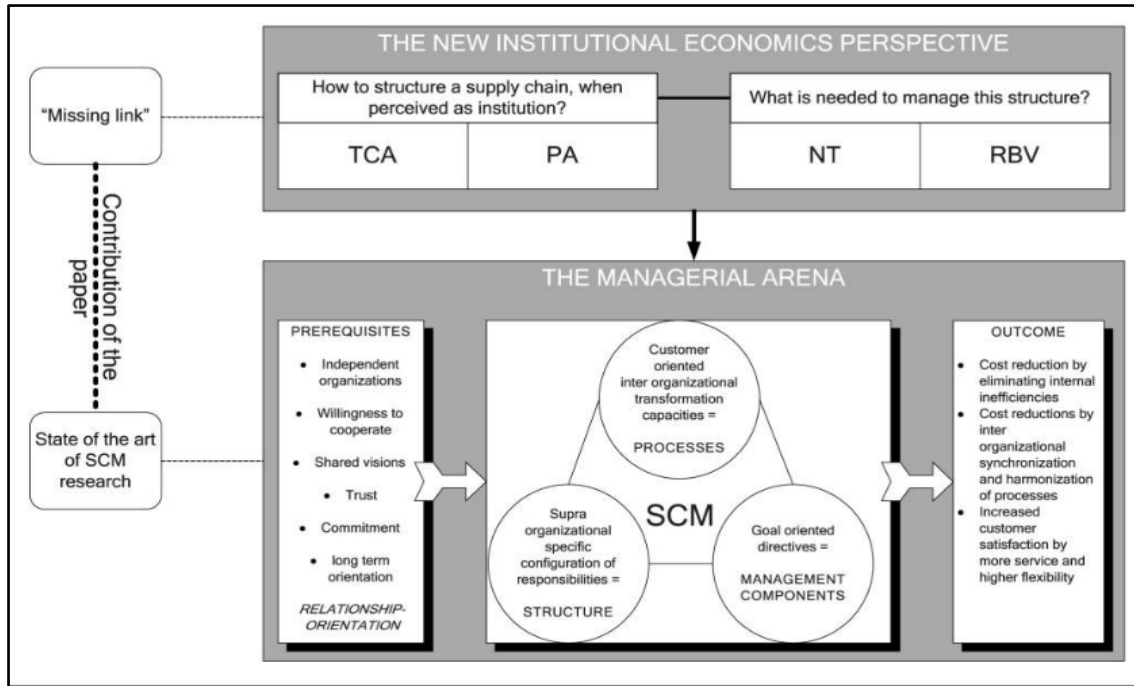 THE NEW INSTITUTIONAL ECONOMICS PERSPECTIVE
"Missing link"
How to structure a supply chain, when
perceived as institution?
What is needed to manage this structure?
TCA
PA
NT
RBV
Contribution of the
paper
THE MANAGERIAL ARENA
State of the art
of SCM
research
PREREQUISITES
• Independent
organizations
• Willingness to
cooperate
• Shared visions
• Trust
• Commitment
• long term
orientation
RELATIONSHIP-
ORIENTATION
Customer
oriented
inter organizational
transformation
capacities =
PROCESSES
SCM
Supra
organizational
specific
configuration of
responsibilities =
STRUCTURE
Goal oriented
directives =
MANAGEMENT
COMPONENTS
OUTCOME
• Cost reduction by
eliminating internal
inefficiencies
• Cost reductions by
inter
organizational
synchronization
and harmonization
of processes
• Increased
customer
satisfaction by
more service and
higher flexibility